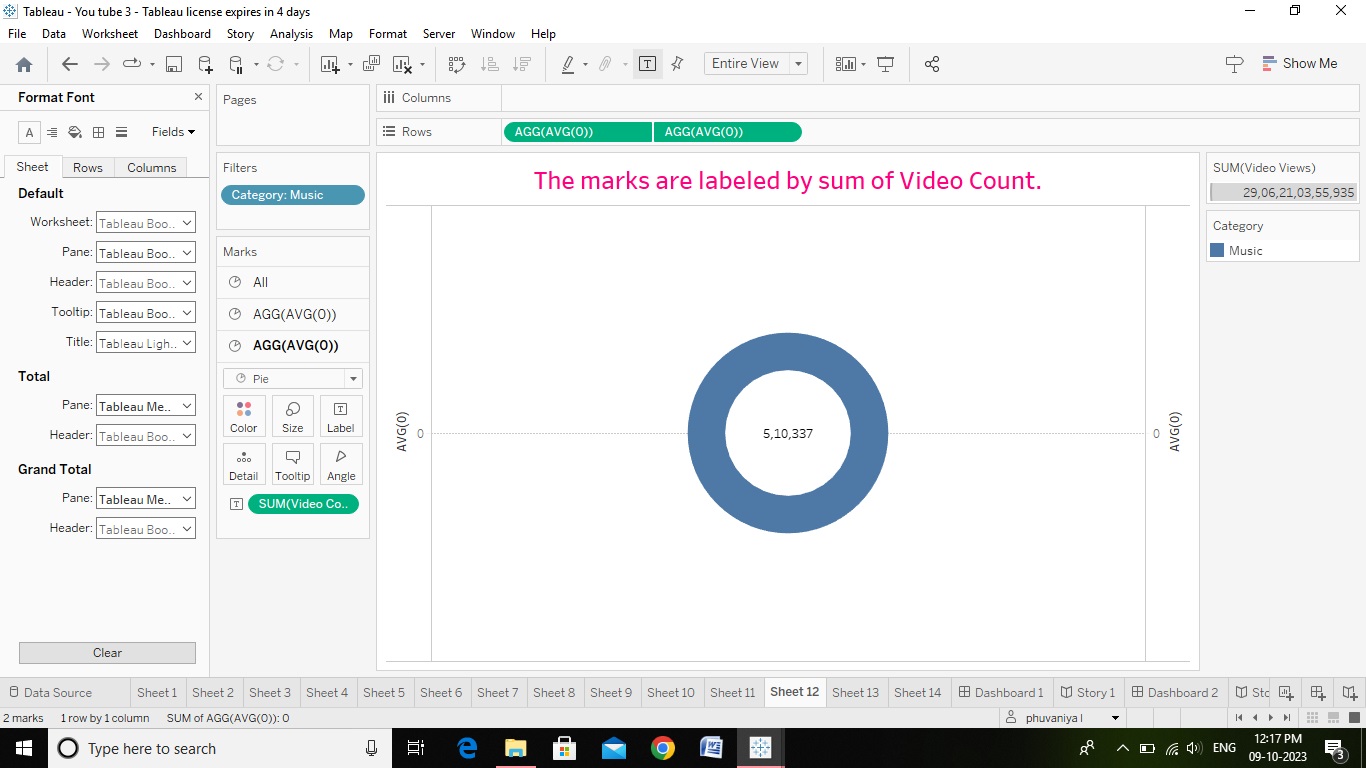 Tableau - You tube 3 - Tableau license expires in 4 days
File Data Worksheet Dashboard Story Analysis Map Format Server Window Help
Entire View
Show Me
Format Font
Fields
Sheet Rows Columns
Default
Worksheet: Tableau Boo..
Pane: Tableau Boo..
Header: Tableau Boo..
Tooltip: Tableau Boo..
Title: Tableau Ligh..
Total
Pane: Tableau Me..
Header: Tableau Boo..
Grand Total
Pane: Tableau Me..
Header: Tableau Boo..
Clear
Pages
Filters
Category: Music
Marks
All
AGG(AVG(0))
AGG(AVG(0))
Pie
Color Size Label
Detail Tooltip Angle
SUM(Video Co..
Columns
Rows AGG(AVG(0)) AGG(AVG(0))
The marks are labeled by sum of Video Count.
AVG(0)
0
5,10,337
0
AVG(0)
SUM(Video Views)
29,06,21,03,55,935
Category
Music
Data Source Sheet 1 Sheet 2 Sheet 3 Sheet 4 Sheet 5 Sheet 6 Sheet 7 Sheet 8 Sheet 9 Sheet 10 Sheet 11 Sheet 12 Sheet 13 Sheet 14 Dashboard 1 Story 1 Dashboard 2 Stc
2 marks 1 row by 1 column SUM of AGG(AVG(0)): 0
phuvaniya l
Type here to search
ENG
12:17 PM
09-10-2023
3